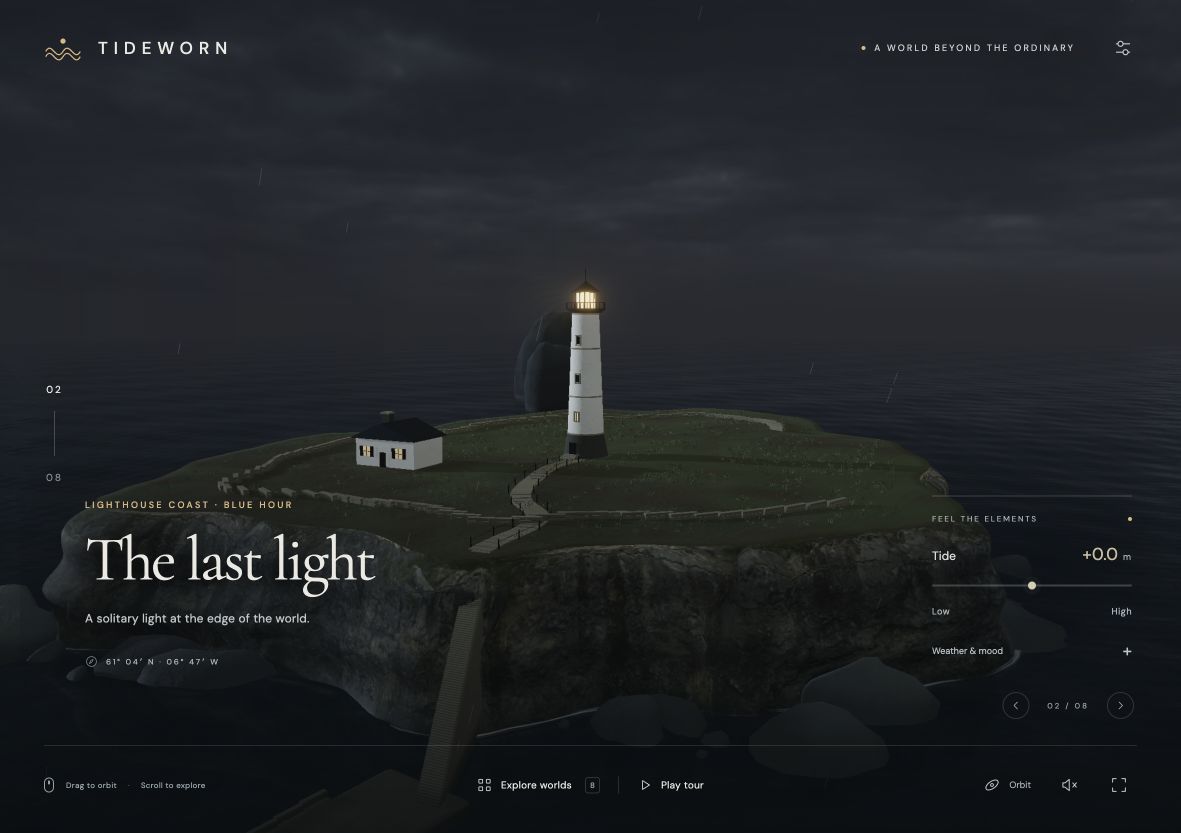 TIDEWORN
A WORLD BEYOND THE ORDINARY
02
08
LIGHTHOUSE COAST · BLUE HOUR
The last light
A solitary light at the edge of the world.
61° 04′ N · 06° 47′ W
FEEL THE ELEMENTS
Tide
+0.0 m
Low
High
Weather & mood
+
02 / 08
Drag to orbit · Scroll to explore
Explore worlds 8
Play tour
Orbit